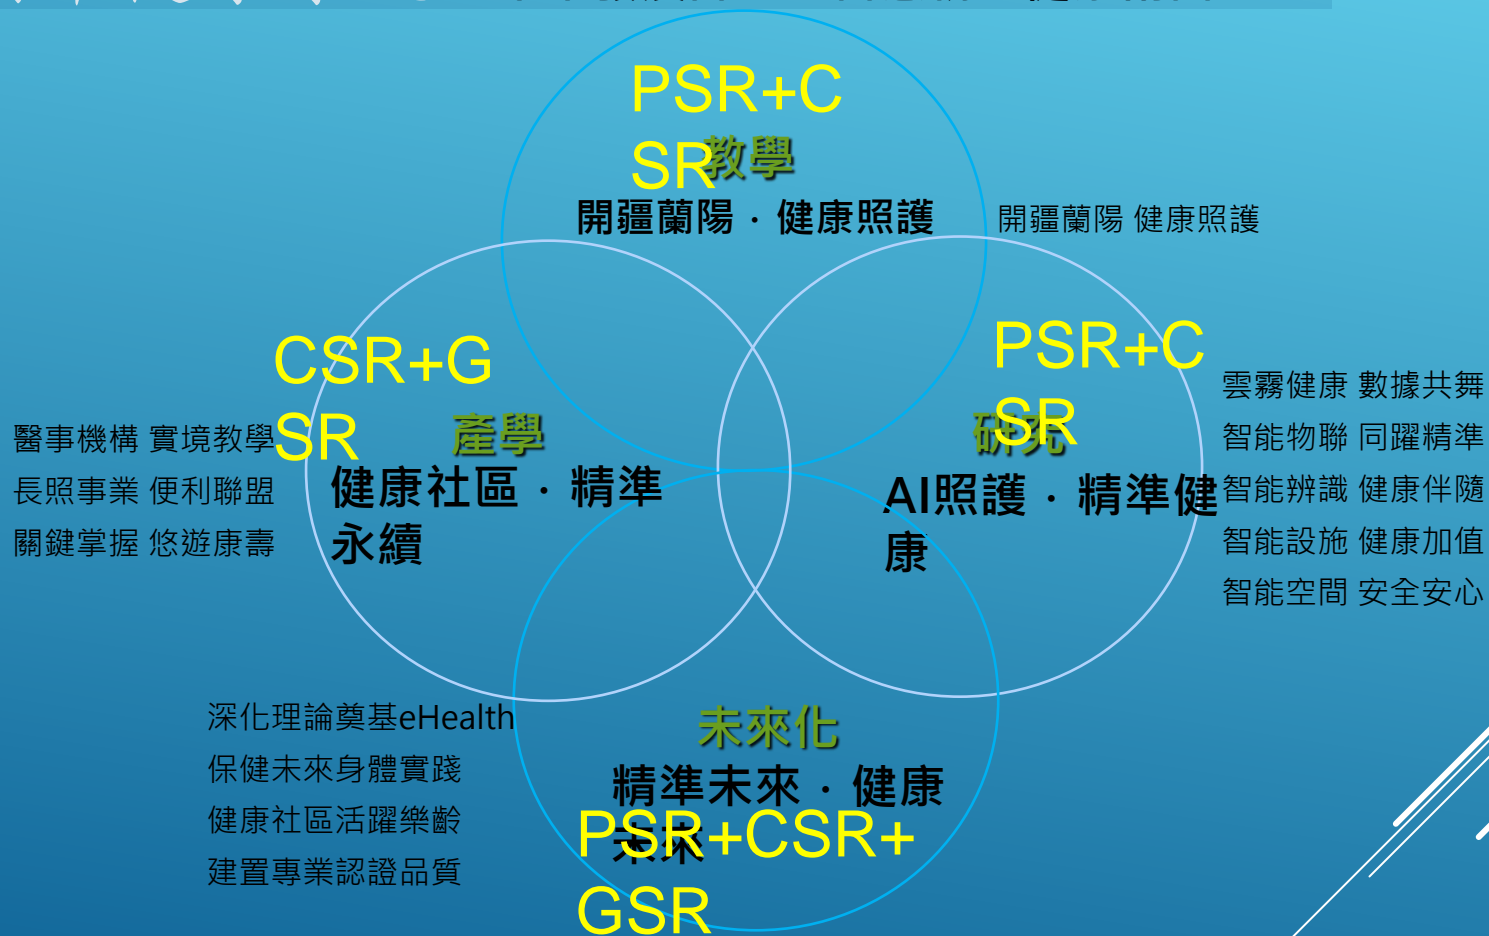 PSR+C
SR
教學
開疆蘭陽．健康照護
開疆蘭陽 健康照護
CSR+G
SR
產學
健康社區．精準
永續
醫事機構 實境教學
長照事業 便利聯盟
關鍵掌握 悠遊康壽
PSR+C
SR
研究
AI照護．精準健
康
雲霧健康 數據共舞
智能物聯 同躍精準
智能辨識 健康伴隨
智能設施 健康加值
智能空間 安全安心
深化理論奠基eHealth
保健未來身體實踐
健康社區活躍樂齡
建置專業認證品質
未來化
精準未來．健康
未來
PSR+CSR+
GSR